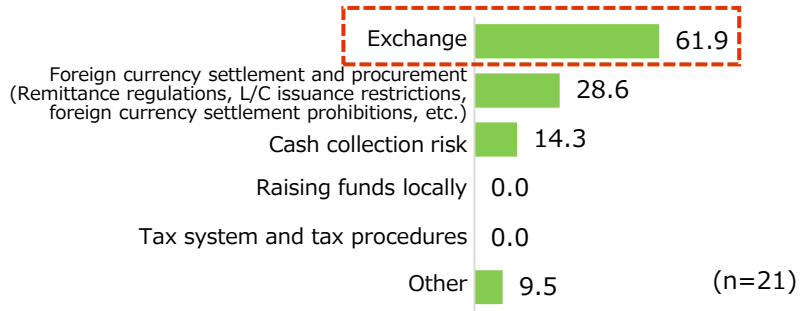 Exchange 61.9
Foreign currency settlement and procurement
(Remittance regulations, L/C issuance restrictions,
foreign currency settlement prohibitions, etc.)
28.6
Cash collection risk 14.3
Raising funds locally 0.0
Tax system and tax procedures 0.0
Other 9.5
(n=21)